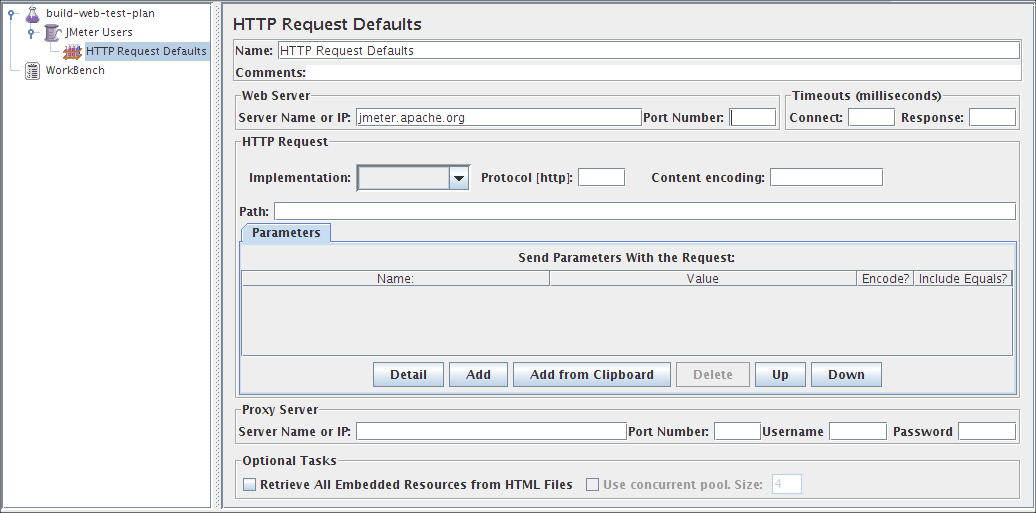 build-web-test-plan
JMeter Users
HTTP Request Defaults
WorkBench
HTTP Request Defaults
Name: HTTP Request Defaults
Comments:
Web Server
Server Name or IP: jmeter.apache.org Port Number:
Timeouts (milliseconds)
Connect: Response:
HTTP Request
Implementation: Protocol [http]: Content encoding:
Path:
Parameters
Send Parameters With the Request:
Name: Value Encode? Include Equals?
Detail Add Add from Clipboard Delete Up Down
Proxy Server
Server Name or IP: Port Number: Username Password
Optional Tasks
Retrieve All Embedded Resources from HTML Files Use concurrent pool. Size: 4